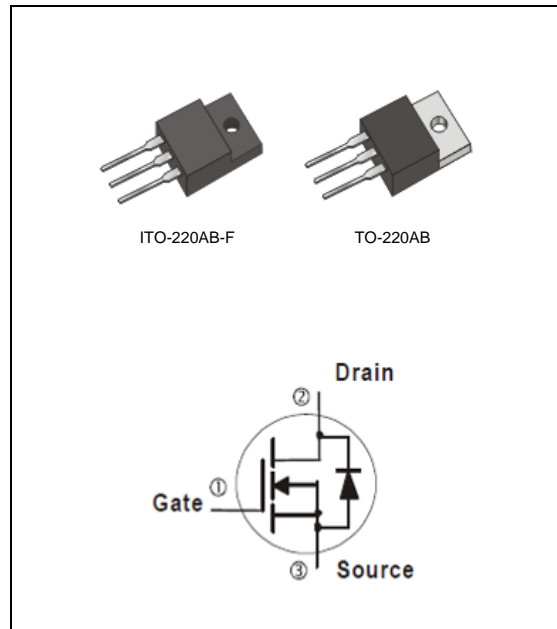 ITO-220AB-F TO-220AB
Drain
②
①
Gate
③ Source